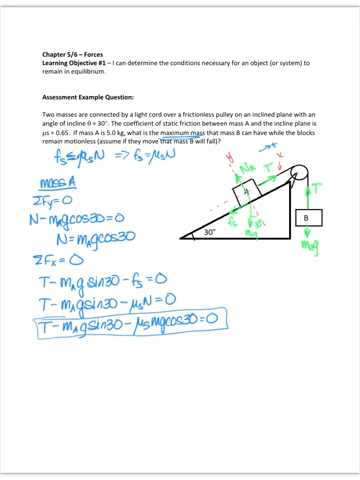 Chapter 5/6 – Forces
Learning Objective #1 – I can determine the conditions necessary for an object (or system) to
remain in equilibrium.
Assessment Example Question:
Two masses are connected by a light cord over a frictionless pulley on an inclined plane with an
angle of incline θ = 30°. The coefficient of static friction between mass A and the incline plane is
μs = 0.65. If mass A is 5.0 kg, what is the maximum mass that mass B can have while the blocks
remain motionless (assume if they move that mass B will fall)?
fs ≤ μsN ⇒ fs = μsN
mass A
ΣFy = 0
N - mAgcos30 = 0
N = mAgcos30
ΣFx = 0
T - mAgsin30 - fs = 0
T - mAgsin30 - μsN = 0
T - mAgsin30 - μsmgcos30 = 0
y
NA
T
x
+
A
fs
30
mAg
30°
T
B
mBg